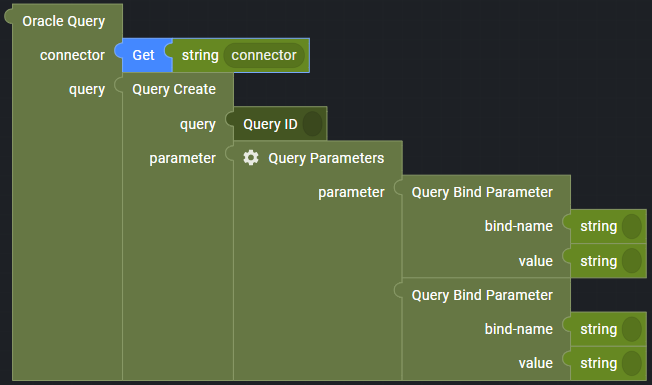 Oracle Query
connector Get string connector
query Query Create
query Query ID
parameter Query Parameters
parameter Query Bind Parameter
bind-name string
value string
Query Bind Parameter
bind-name string
value string